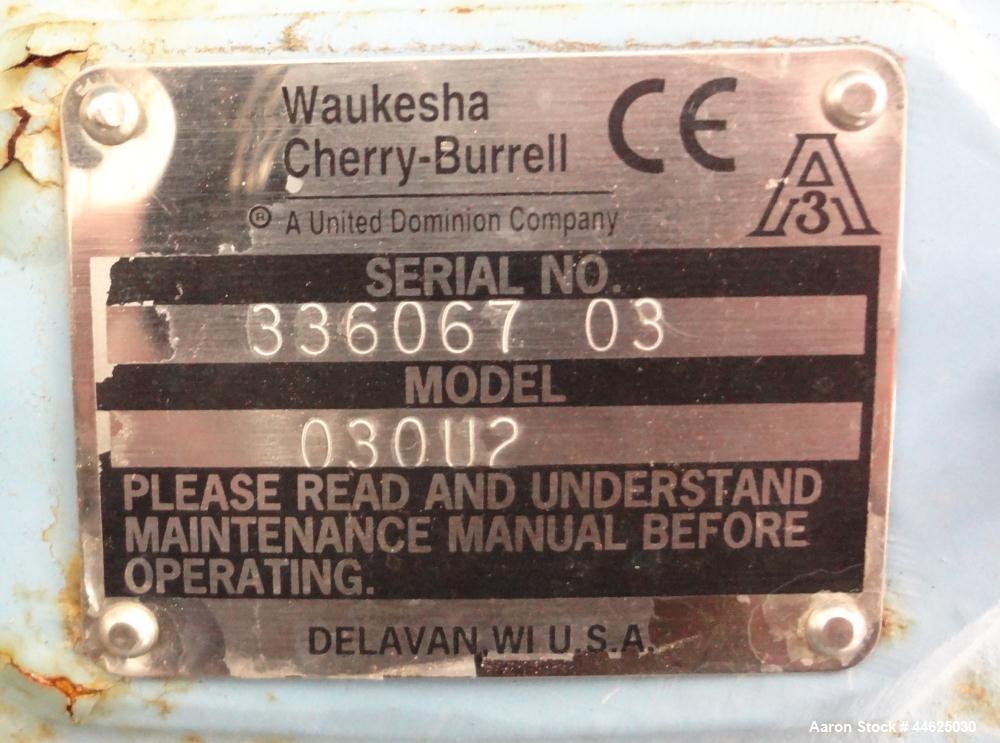 Waukesha
Cherry-Burrell
CE
A
3
® A United Dominion Company
SERIAL NO.
336067 03
MODEL
030U2
PLEASE READ AND UNDERSTAND
MAINTENANCE MANUAL BEFORE
OPERATING.
DELAVAN, WI U.S.A.
Aaron Stock # 44625030